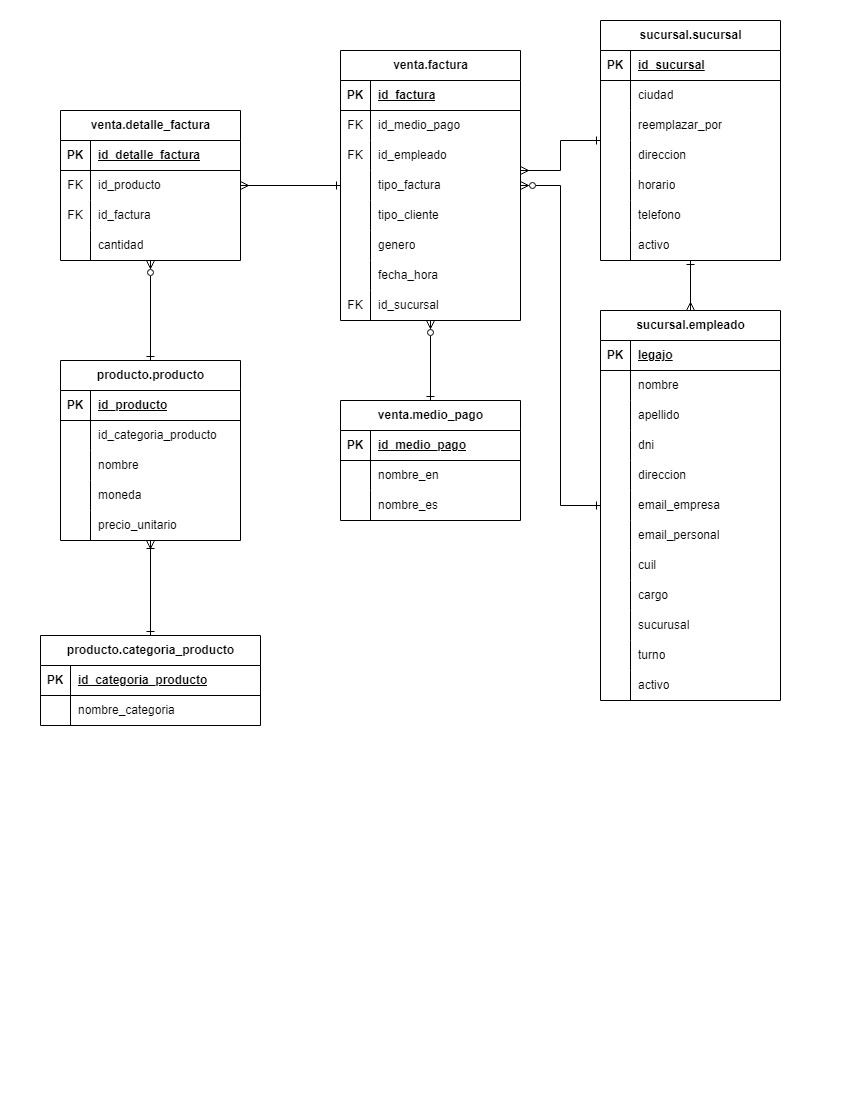 sucursal.sucursal
PK id_sucursal
ciudad
reemplazar_por
direccion
horario
telefono
activo
venta.factura
PK id_factura
FK id_medio_pago
FK id_empleado
tipo_factura
tipo_cliente
genero
fecha_hora
FK id_sucursal
venta.detalle_factura
PK id_detalle_factura
FK id_producto
FK id_factura
cantidad
sucursal.empleado
PK legajo
nombre
apellido
dni
direccion
email_empresa
email_personal
cuil
cargo
sucurusal
turno
activo
producto.producto
PK id_producto
id_categoria_producto
nombre
moneda
precio_unitario
venta.medio_pago
PK id_medio_pago
nombre_en
nombre_es
producto.categoria_producto
PK id_categoria_producto
nombre_categoria